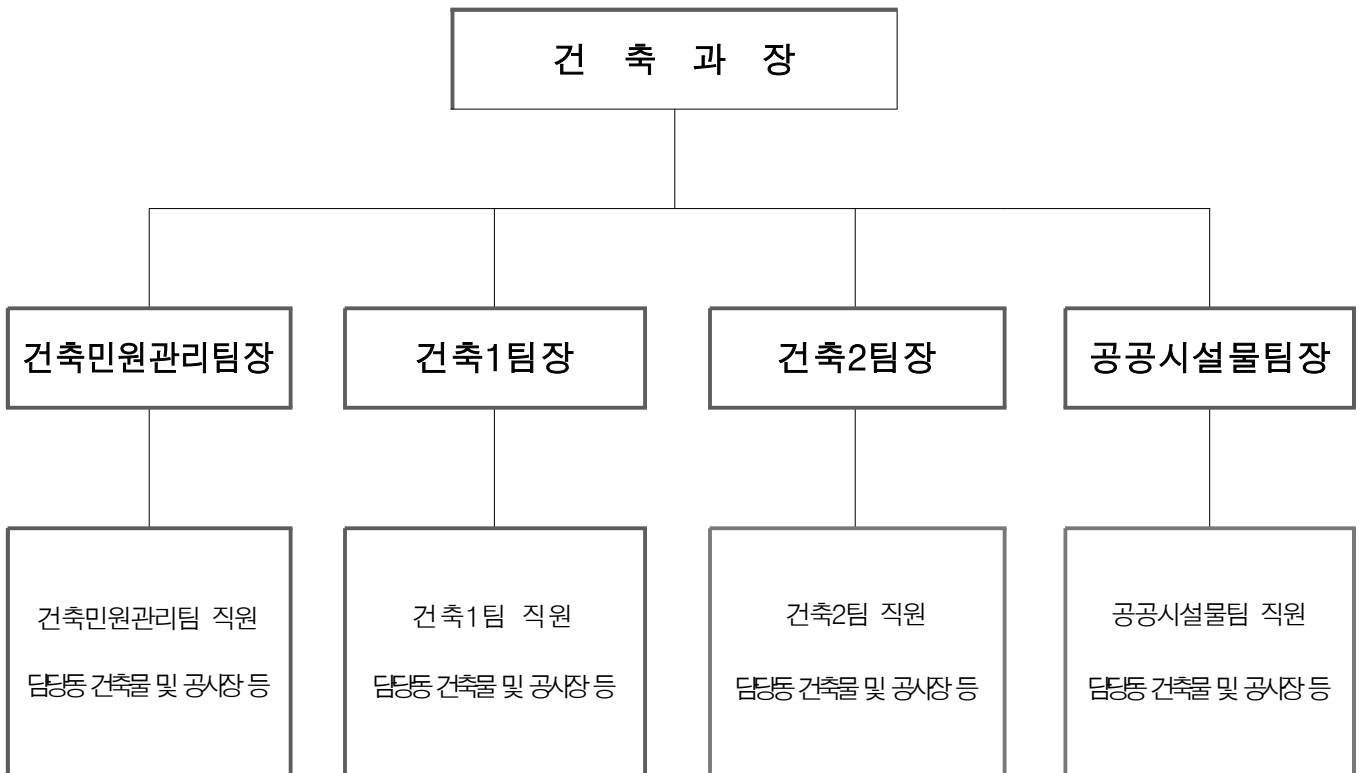 건 축 과 장
건축민원관리팀장
건축1팀장
건축2팀장
공공시설물팀장
건축민원관리팀 직원
담당동 건축물 및 공사장 등
건축1팀 직원
담당동 건축물 및 공사장 등
건축2팀 직원
담당동 건축물 및 공사장 등
공공시설물팀 직원
담당동 건축물 및 공사장 등